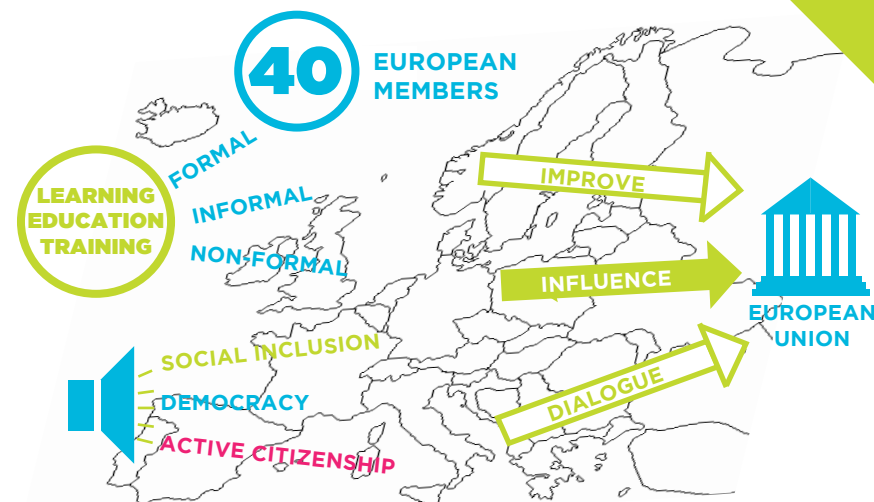 40
EUROPEAN
MEMBERS
LEARNING
EDUCATION
TRAINING
FORMAL
INFORMAL
NON-FORMAL
IMPROVE
INFLUENCE
DIALOGUE
EUROPEAN
UNION
SOCIAL INCLUSION
DEMOCRACY
ACTIVE CITIZENSHIP